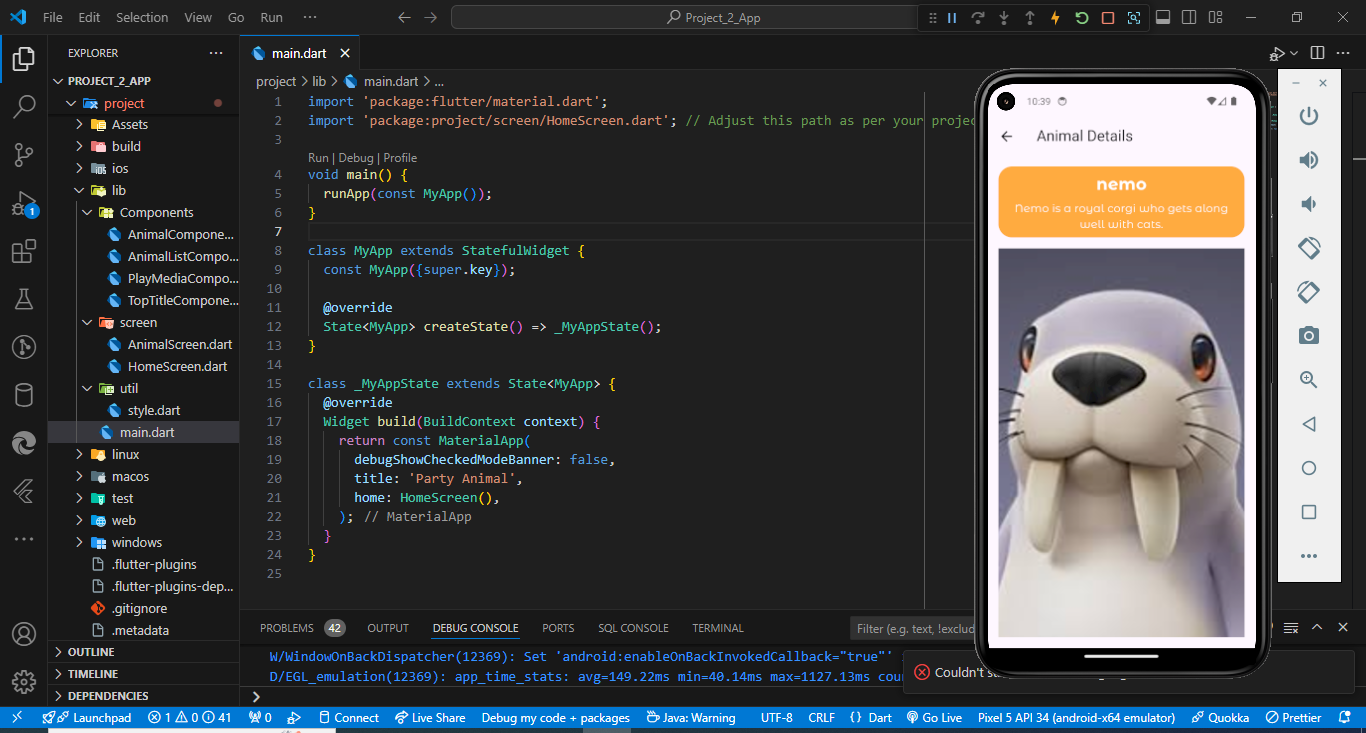 File Edit Selection View Go Run ···
Project_2_App
EXPLORER
PROJECT_2_APP
project
Assets
build
ios
lib
Components
AnimalCompone...
AnimalListCompo...
PlayMediaCompo...
TopTitleCompone...
screen
AnimalScreen.dart
HomeScreen.dart
util
style.dart
main.dart
linux
macos
test
web
windows
.flutter-plugins
.flutter-plugins-dep...
.gitignore
.metadata
OUTLINE
TIMELINE
DEPENDENCIES
1
main.dart
project > lib > main.dart > ...
1 import 'package:flutter/material.dart';
2 import 'package:project/screen/HomeScreen.dart'; // Adjust this path as per your projec
3
Run | Debug | Profile
4 void main() {
5 runApp(const MyApp());
6 }
7
8 class MyApp extends StatefulWidget {
9 const MyApp({super.key});
10
11 @override
12 State<MyApp> createState() => _MyAppState();
13 }
14
15 class _MyAppState extends State<MyApp> {
16 @override
17 Widget build(BuildContext context) {
18 return const MaterialApp(
19 debugShowCheckedModeBanner: false,
20 title: 'Party Animal',
21 home: HomeScreen(),
22 ); // MaterialApp
23 }
24 }
25
10:39
Animal Details
nemo
Nemo is a royal corgi who gets along
well with cats.
PROBLEMS 42 OUTPUT DEBUG CONSOLE PORTS SQL CONSOLE TERMINAL
Filter (e.g. text, !exclud
W/WindowOnBackDispatcher(12369): Set 'android:enableOnBackInvokedCallback="true"'
D/EGL_emulation(12369): app_time_stats: avg=149.22ms min=40.14ms max=1127.13ms cou
Couldn't
Launchpad 1 0 41 0 Connect Live Share Debug my code + packages Java: Warning UTF-8 CRLF {} Dart Go Live Pixel 5 API 34 (android-x64 emulator) Quokka Prettier